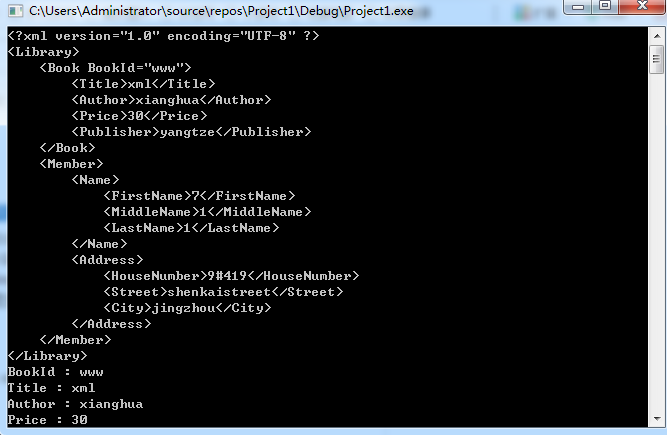 C:\Users\Administrator\source\repos\Project1\Debug\Project1.exe
<?xml version="1.0" encoding="UTF-8" ?>
<Library>
    <Book BookId="www">
        <Title>xml</Title>
        <Author>xianghua</Author>
        <Price>30</Price>
        <Publisher>yangtze</Publisher>
    </Book>
    <Member>
        <Name>
            <FirstName>7</FirstName>
            <MiddleName>1</MiddleName>
            <LastName>1</LastName>
        </Name>
        <Address>
            <HouseNumber>9#419</HouseNumber>
            <Street>shenkaistreet</Street>
            <City>jingzhou</City>
        </Address>
    </Member>
</Library>
BookId : www
Title : xml
Author : xianghua
Price : 30